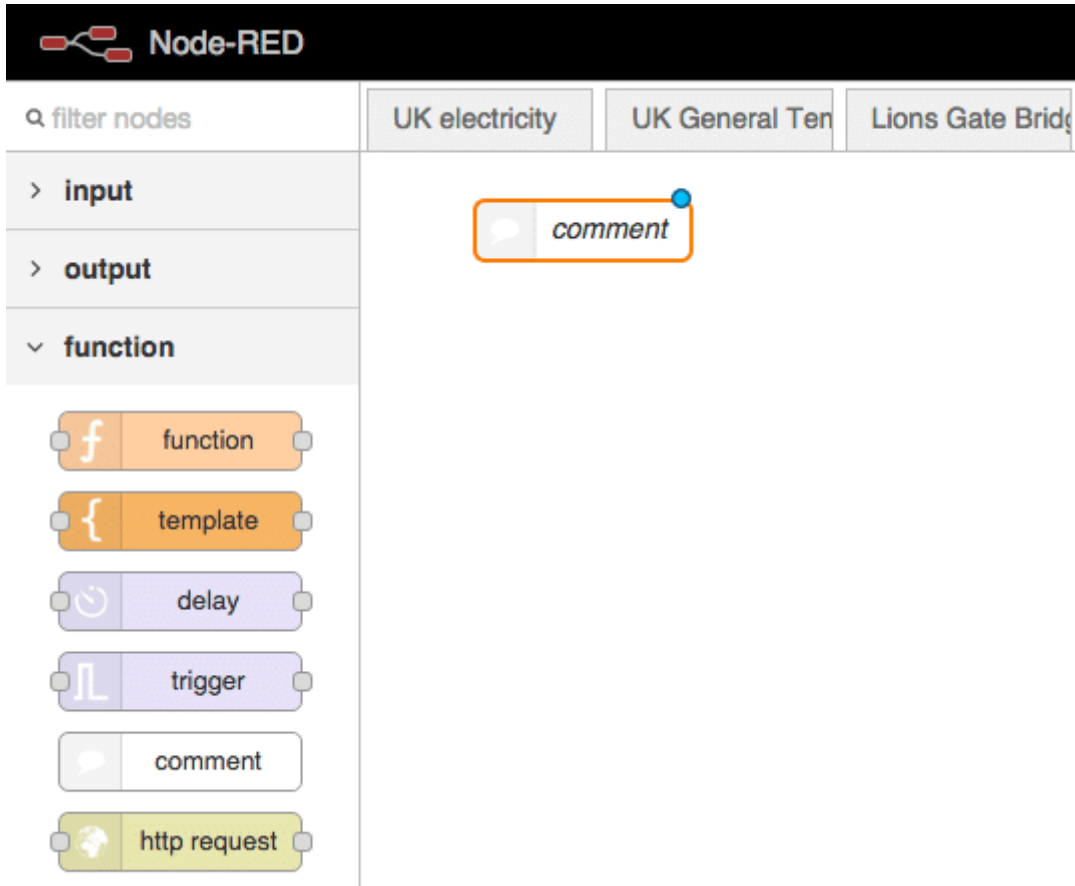 Node-RED
filter nodes
UK electricity
UK General Ten
Lions Gate Brid
input
output
function
comment
function
template
delay
trigger
comment
http request